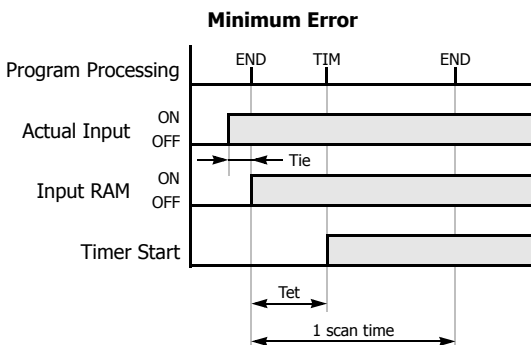 Minimum Error
END TIM END
Program Processing
ON
Actual Input
OFF
Tie
ON
Input RAM
OFF
Timer Start
Tet
1 scan time